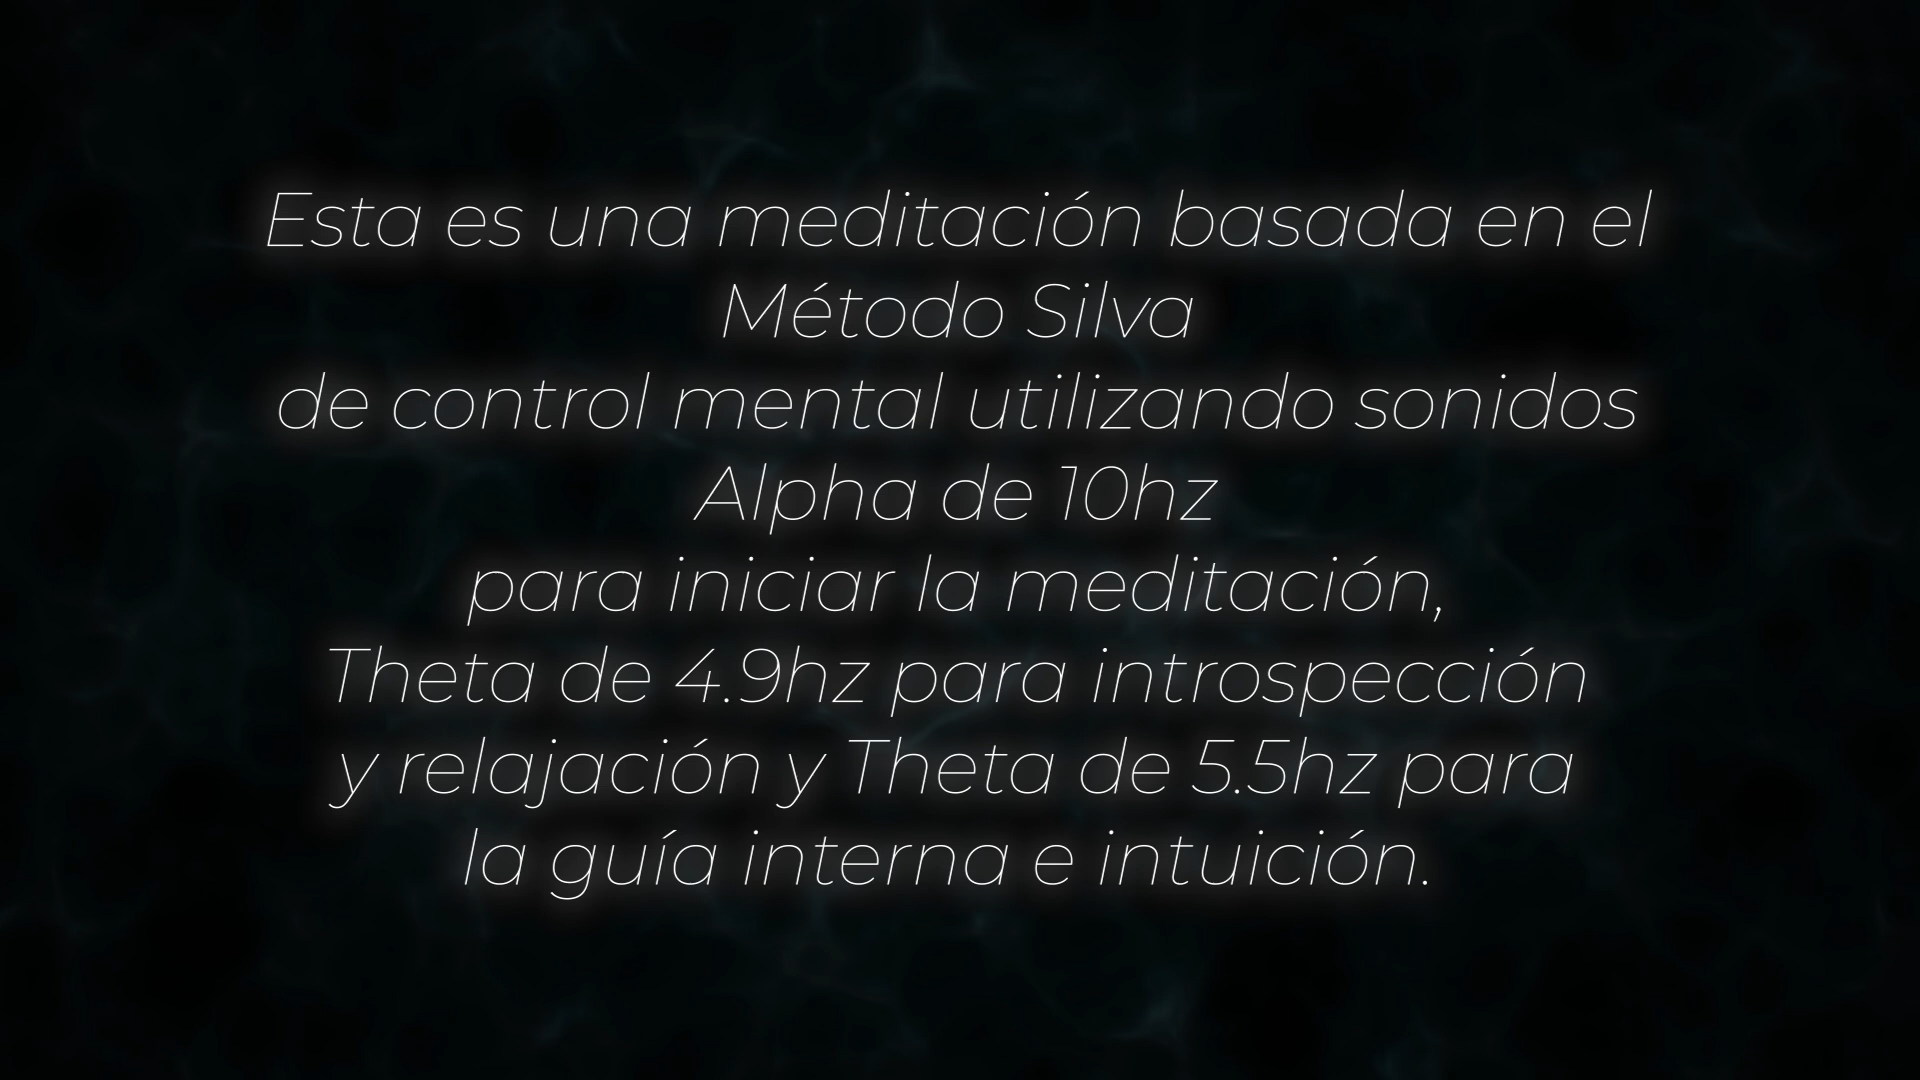 Esta es una meditación basada en el
Método Silva
de control mental utilizando sonidos
Alpha de 10hz
para iniciar la meditación,
Theta de 4.9hz para introspección
y relajación y Theta de 5.5hz para
la guía interna e intuición.